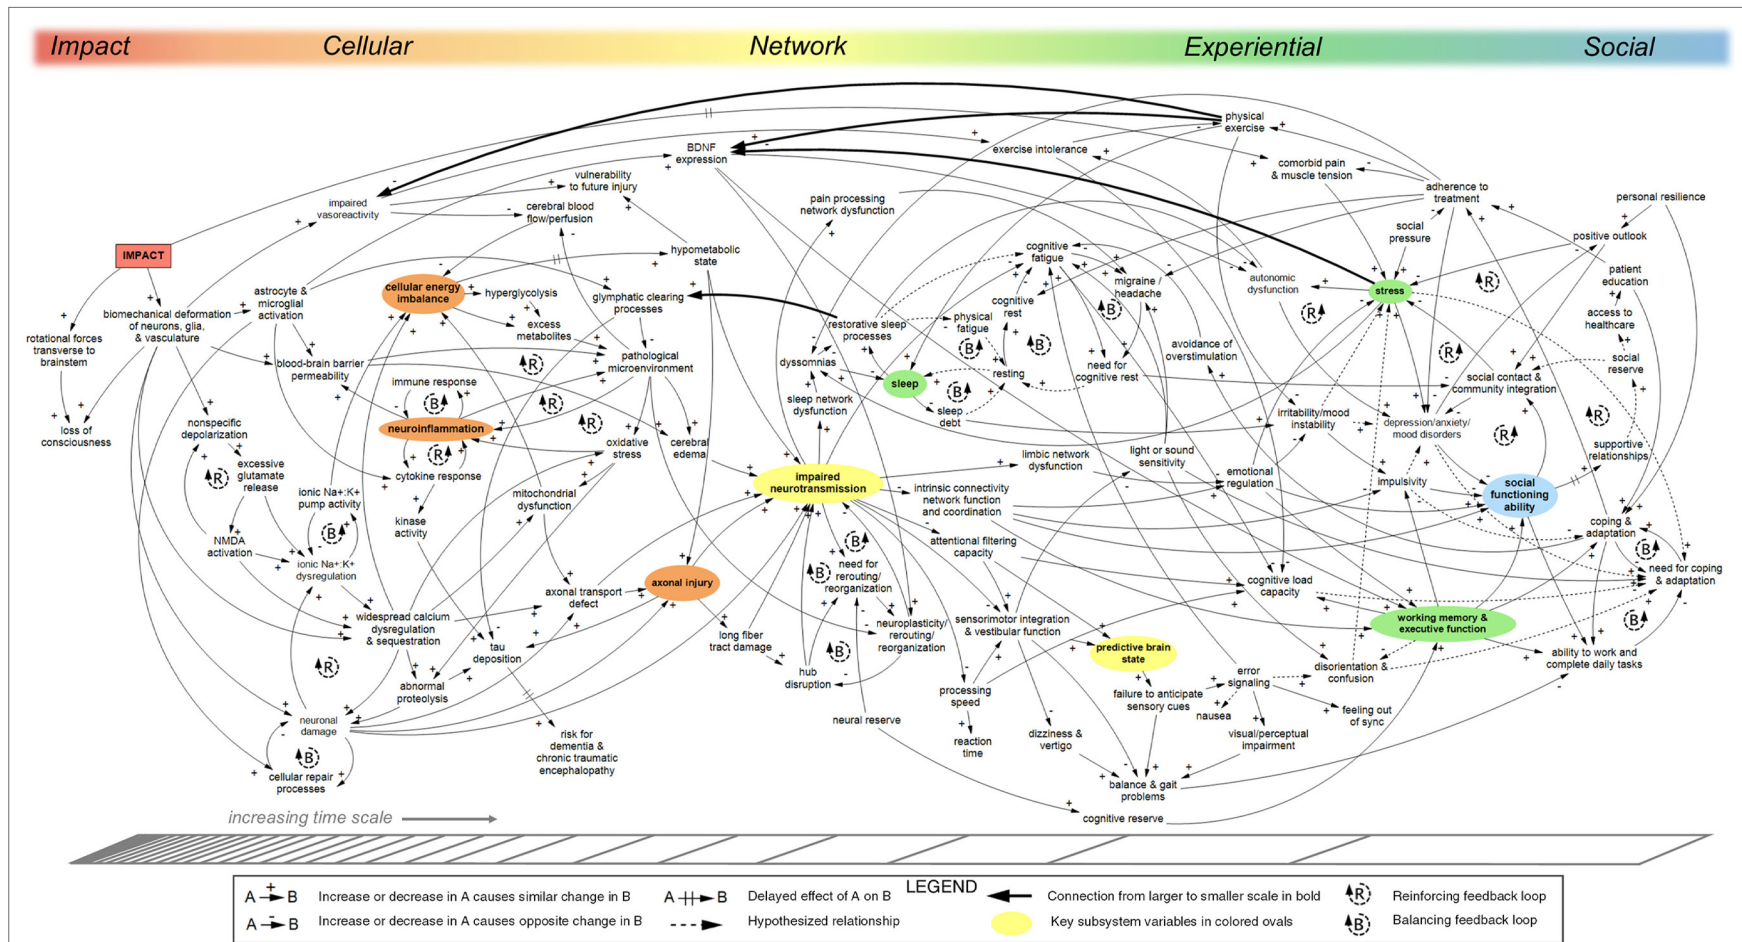 Impact
Cellular
Network
Experiential
Social
physical
exercise
exercise intolerance
BDNF
expression
comorbid pain
& muscle tension
adherence to
treatment
personal resilience
vulnerability
to future injury
impaired
vasoreactivity
cerebral blood
flow/perfusion
pain processing
network dysfunction
social
pressure
positive outlook
IMPACT
hypometabolic
state
cognitive
fatigue
autonomic
dysfunction
patient
education
migraine /
headache
stress
cellular energy
imbalance
hyperglycolysis
glymphatic clearing
processes
astrocyte &
microglial
activation
cognitive
rest
biomechanical deformation
of neurons, glia,
& vasculature
excess
metabolites
restorative sleep
processes
physical
fatigue
access to
healthcare
rotational forces
transverse to
brainstem
avoidance of
overstimulation
blood-brain barrier
permeability
pathological
microenvironment
dyssomnias
resting
need for
cognitive rest
social
reserve
social contact &
community integration
immune response
sleep
sleep network
dysfunction
sleep
debt
irritability/mood
instability
depression/anxiety/
mood disorders
loss of
consciousness
nonspecific
depolarization
neuroinflammation
oxidative
stress
cerebral
edema
supportive
relationships
limbic network
dysfunction
light or sound
sensitivity
excessive
glutamate
release
cytokine response
impaired
neurotransmission
emotional
regulation
impulsivity
social
functioning
ability
ionic Na+:K+
pump activity
mitochondrial
dysfunction
intrinsic connectivity
network function
and coordination
kinase
activity
coping &
adaptation
NMDA
activation
attentional filtering
capacity
ionic Na+:K+
dysregulation
need for
rerouting/
reorganization
need for coping
& adaptation
axonal injury
cognitive load
capacity
axonal transport
defect
widespread calcium
dysregulation
& sequestration
neuroplasticity/
rerouting/
reorganization
sensorimotor integration
& vestibular function
working memory &
executive function
long fiber
tract damage
tau
deposition
predictive brain
state
ability to work and
complete daily tasks
disorientation &
confusion
hub
disruption
abnormal
proteolysis
processing
speed
failure to anticipate
sensory cues
error
signaling
neuronal
damage
neural reserve
nausea
feeling out
of sync
risk for
dementia &
chronic traumatic
encephalopathy
reaction
time
dizziness &
vertigo
visual/perceptual
impairment
cellular repair
processes
balance & gait
problems
cognitive reserve
increasing time scale
LEGEND
A + B Increase or decrease in A causes similar change in B
A B Delayed effect of A on B
Connection from larger to smaller scale in bold
R Reinforcing feedback loop
A - B Increase or decrease in A causes opposite change in B
Hypothesized relationship
Key subsystem variables in colored ovals
B Balancing feedback loop